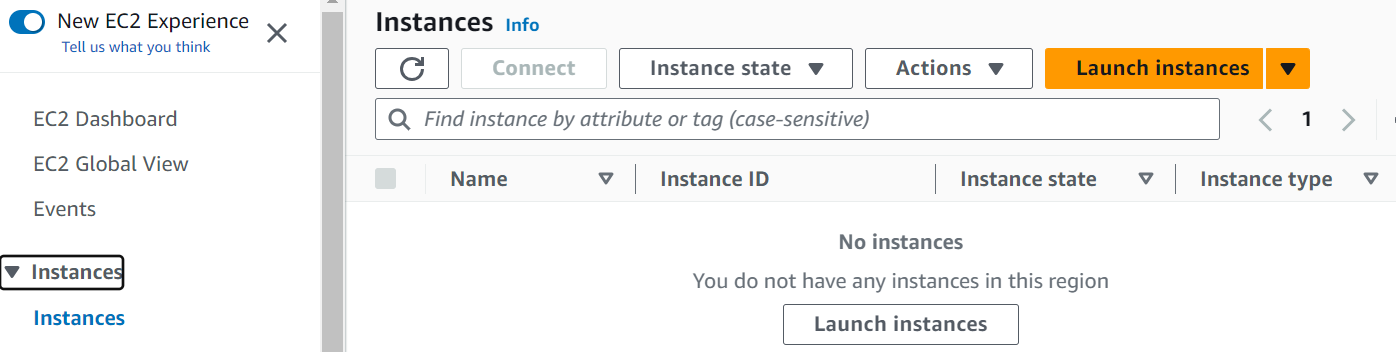 New EC2 Experience
Tell us what you think
EC2 Dashboard
EC2 Global View
Events
Instances
Instances
Instances Info
Connect Instance state Actions Launch instances
Find instance by attribute or tag (case-sensitive) 1
Name Instance ID Instance state Instance type
No instances
You do not have any instances in this region
Launch instances